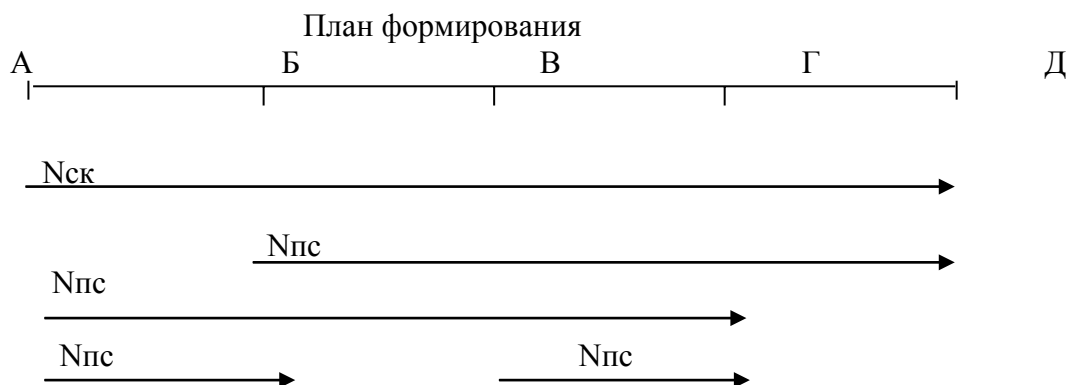 План формирования
А Б В Г Д
Nск
Nпс
Nпс
Nпс Nпс